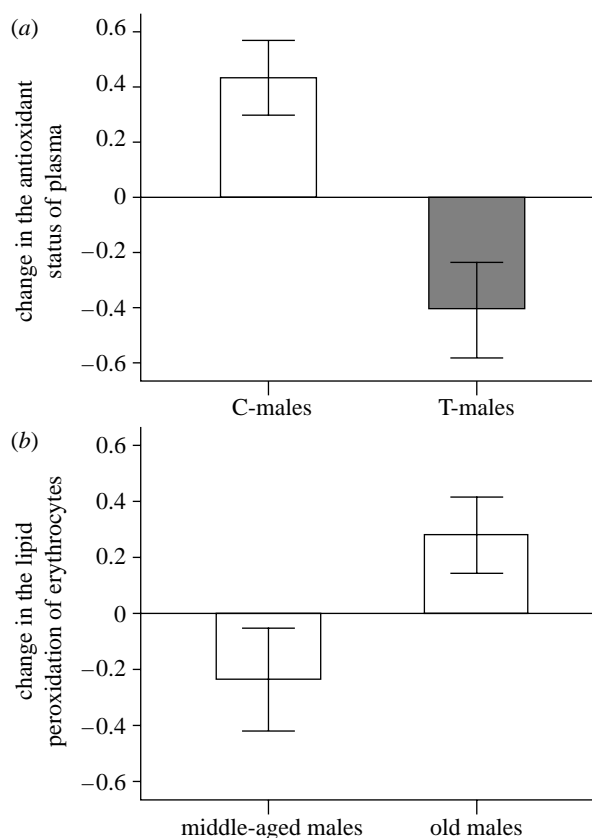 (a)
0.6
0.4
0.2
0
−0.2
−0.4
−0.6
change in the antioxidant
status of plasma
C-males T-males
(b)
0.6
0.4
0.2
0
−0.2
−0.4
−0.6
change in the lipid
peroxidation of erythrocytes
middle-aged males old males